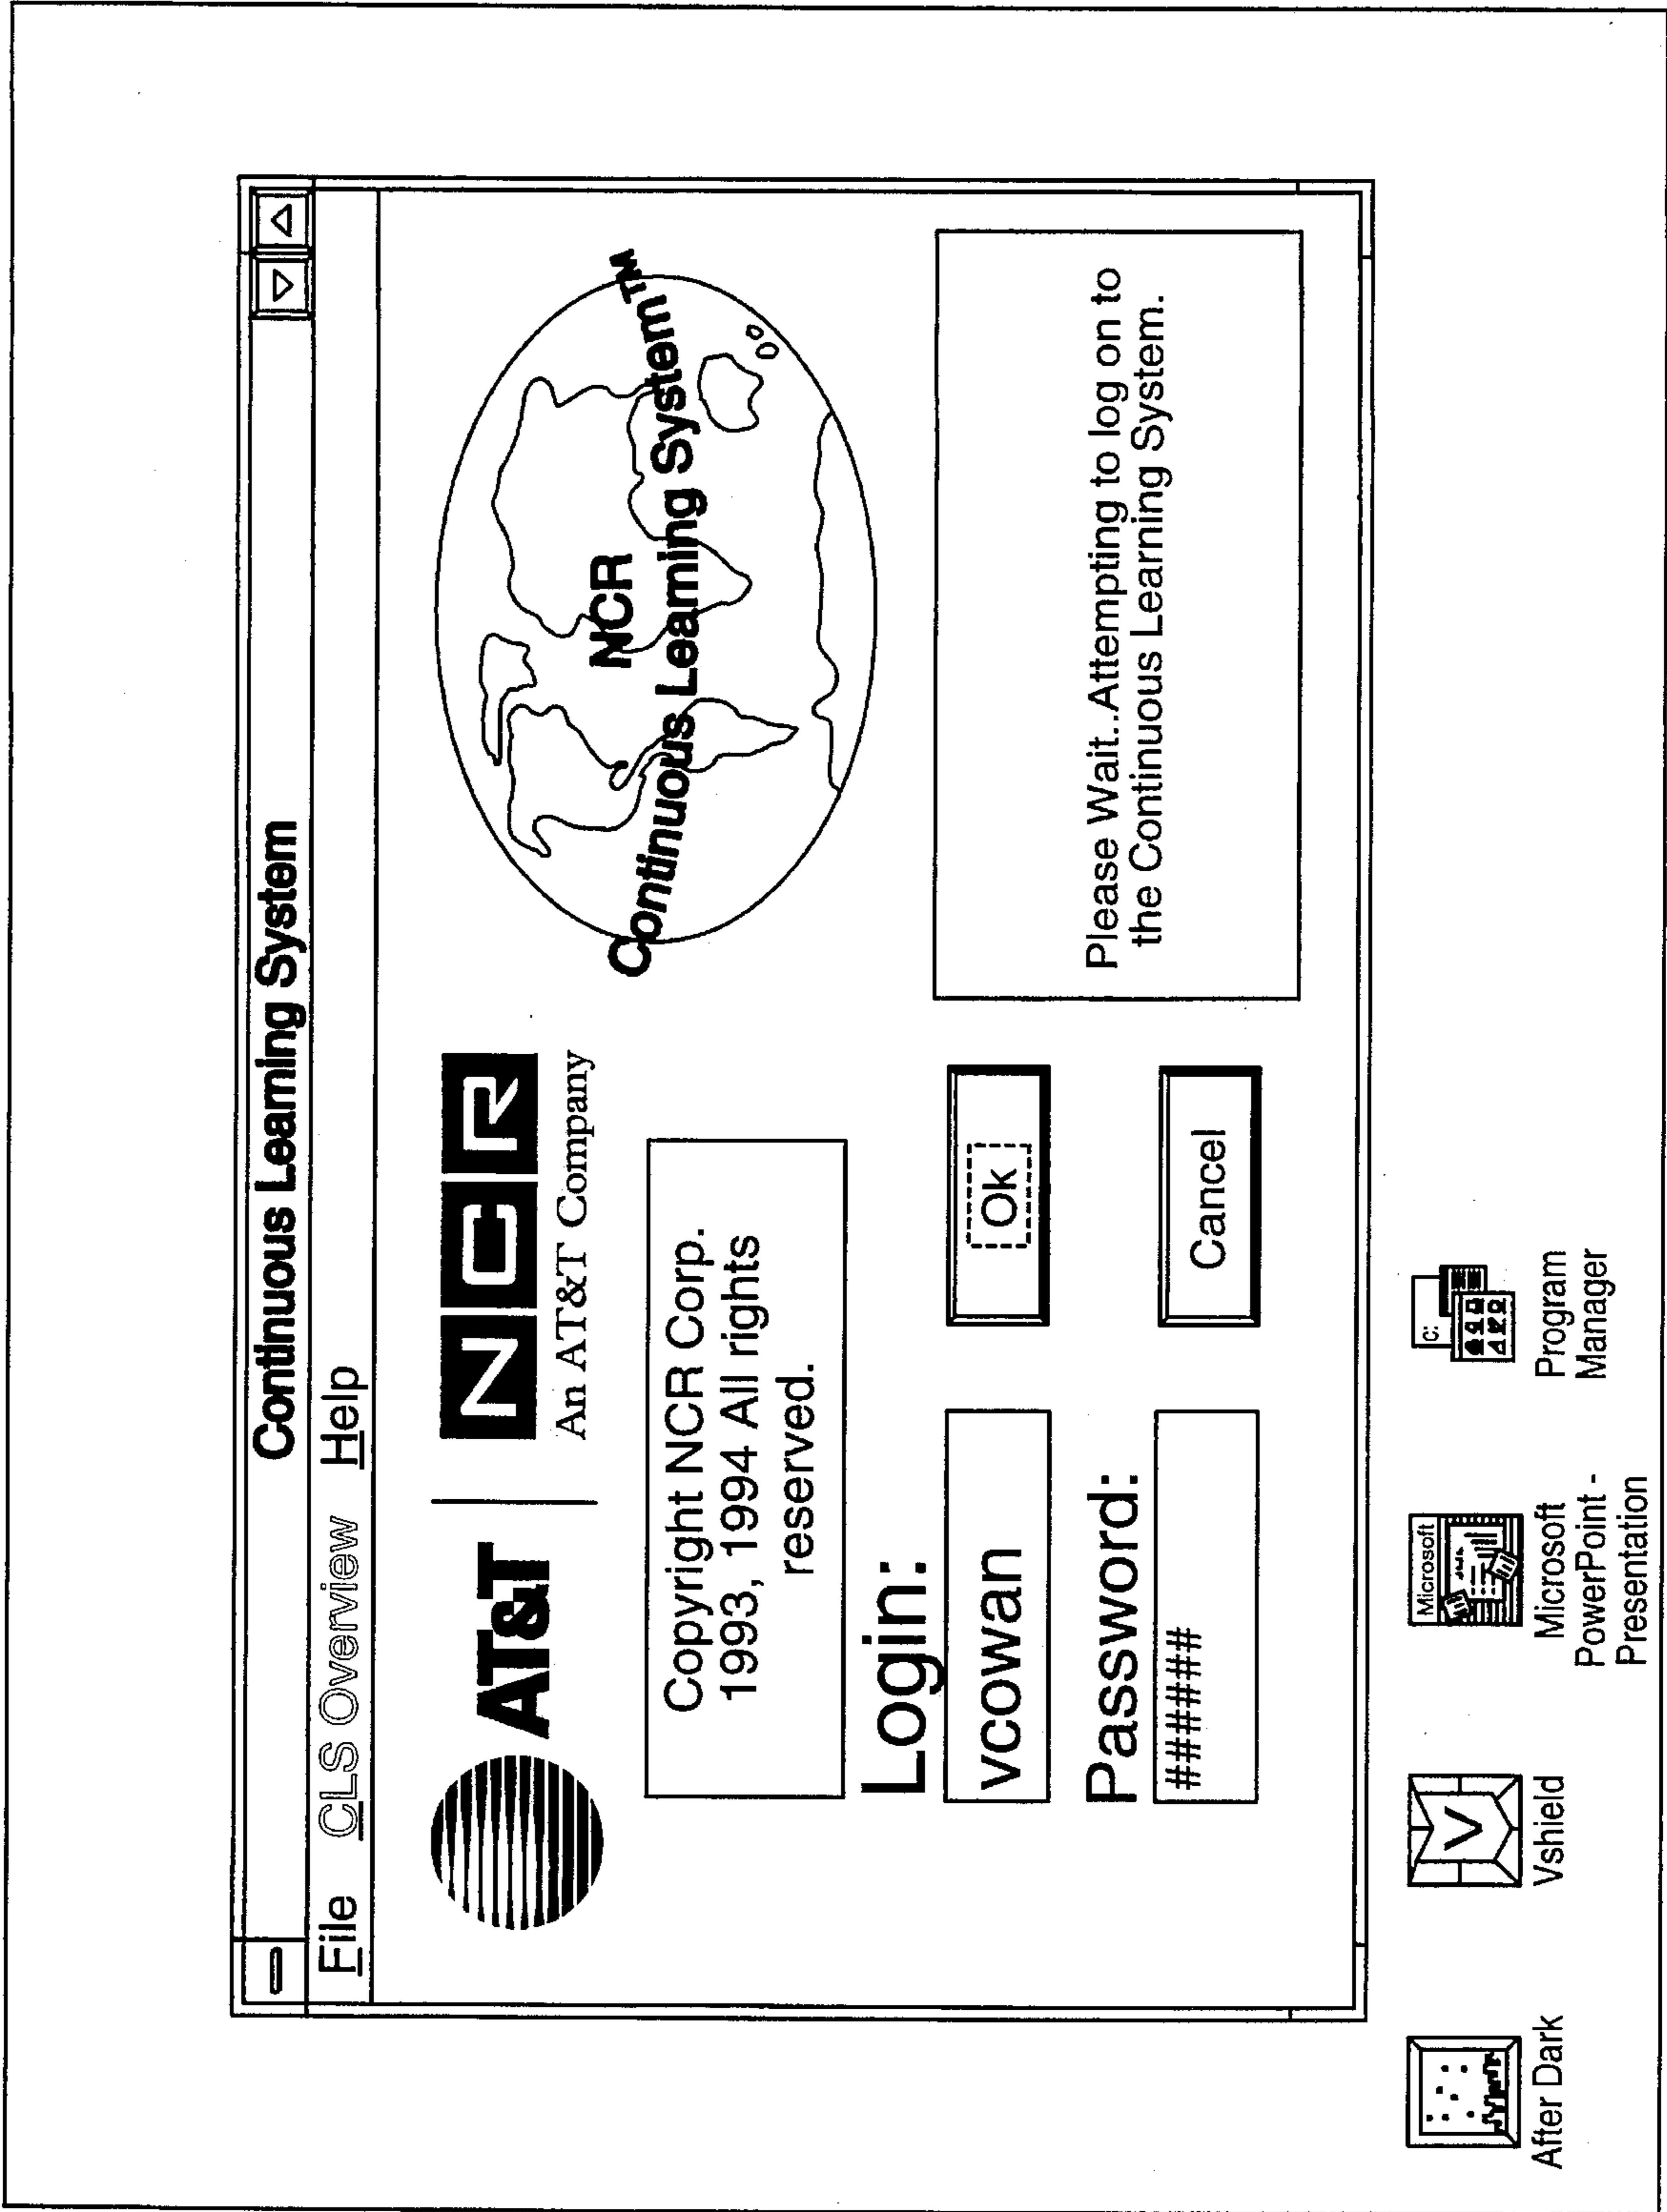 Continuous Learning System
File CLS Overview Help
AT&T
NCR
An AT&T Company
NCR
Continuous Learning System™
Copyright NCR Corp.
1993, 1994 All rights
reserved.
Login:
vcowan
Ok
Password:
######
Cancel
Please Wait..Attempting to log on to
the Continuous Learning System.
V
Microsoft
C:
After Dark
Vshield
Microsoft
PowerPoint -
Presentation
Program
Manager